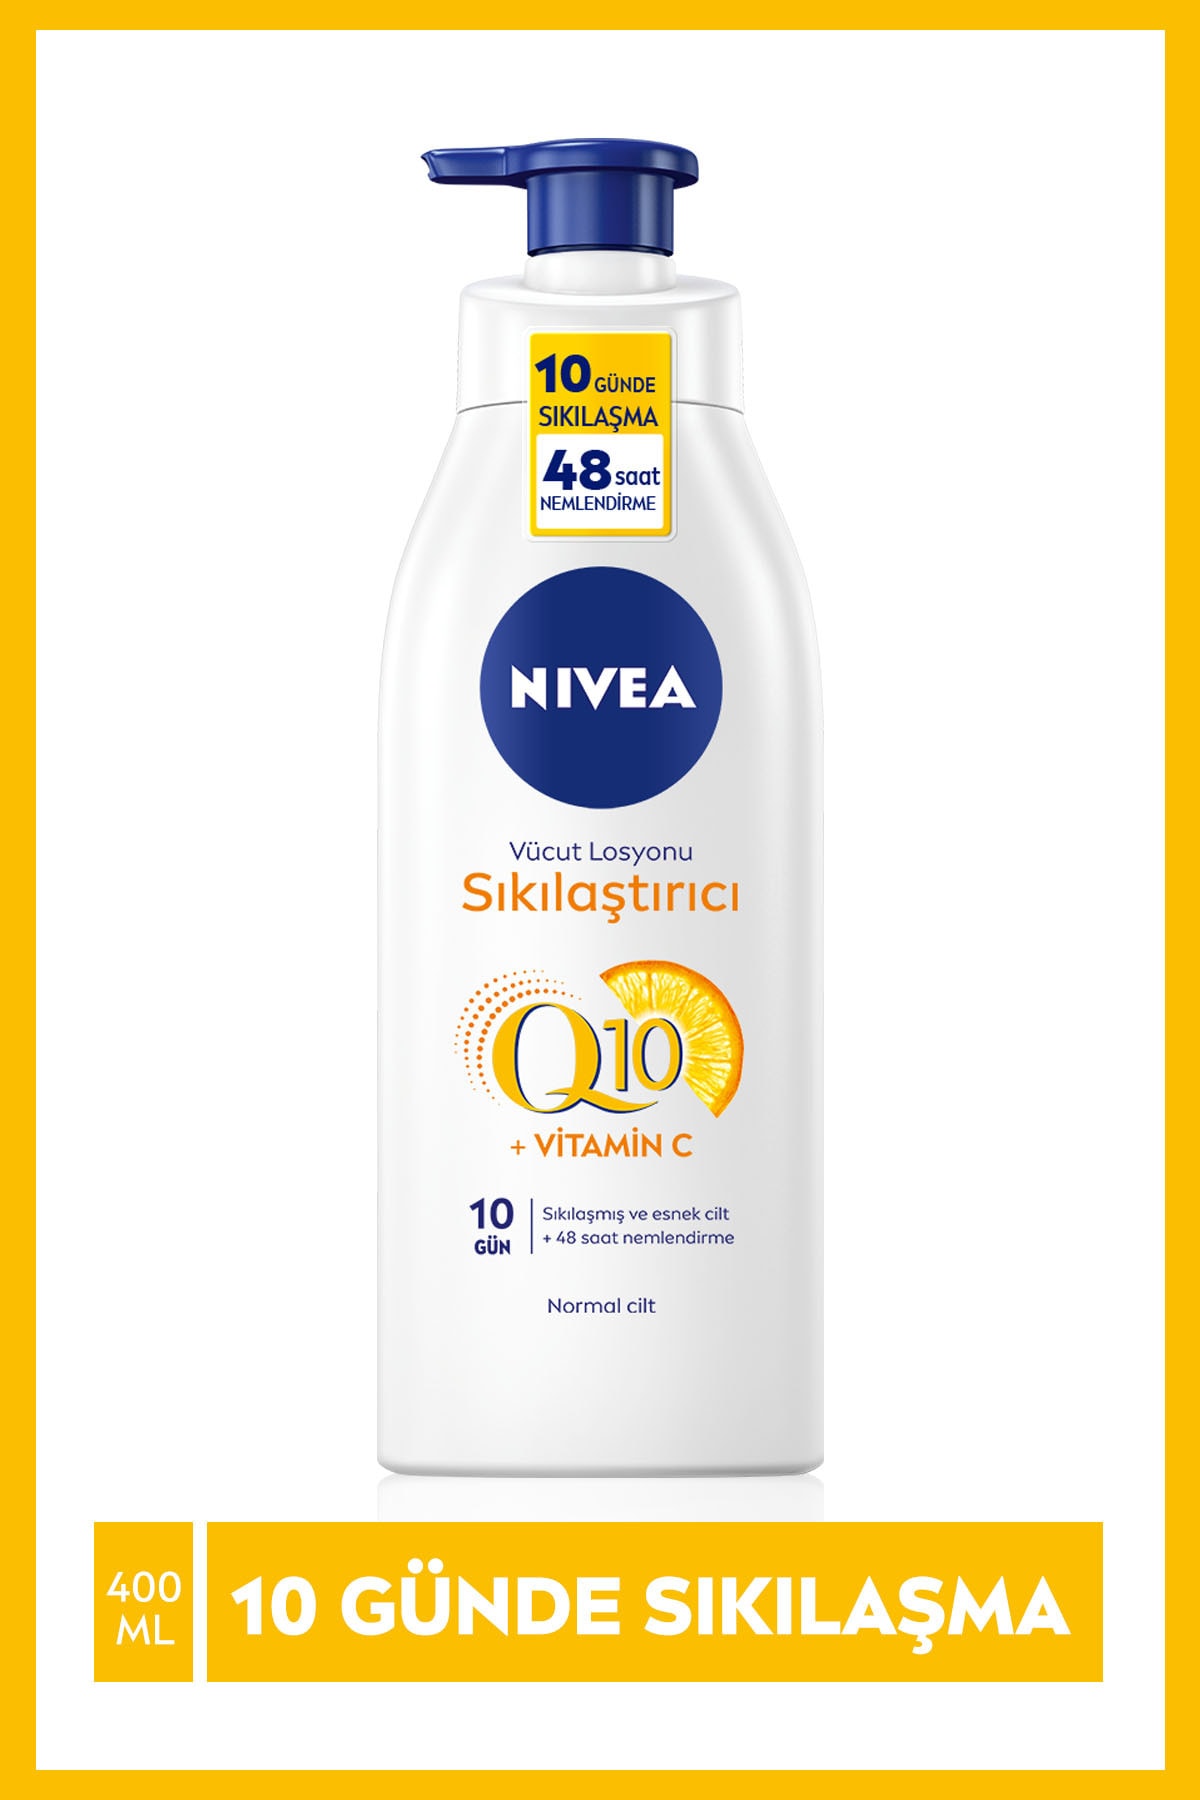 10 GÜNDE
SIKILAŞMA
48 saat
NEMLENDİRME
NIVEA
Vücut Losyonu
Sıkılaştırıcı
Q10
+ VİTAMİN C
10
GÜN
Sıkılaşmış ve esnek cilt
+ 48 saat nemlendirme
Normal cilt
400
ML
10 GÜNDE SIKILAŞMA